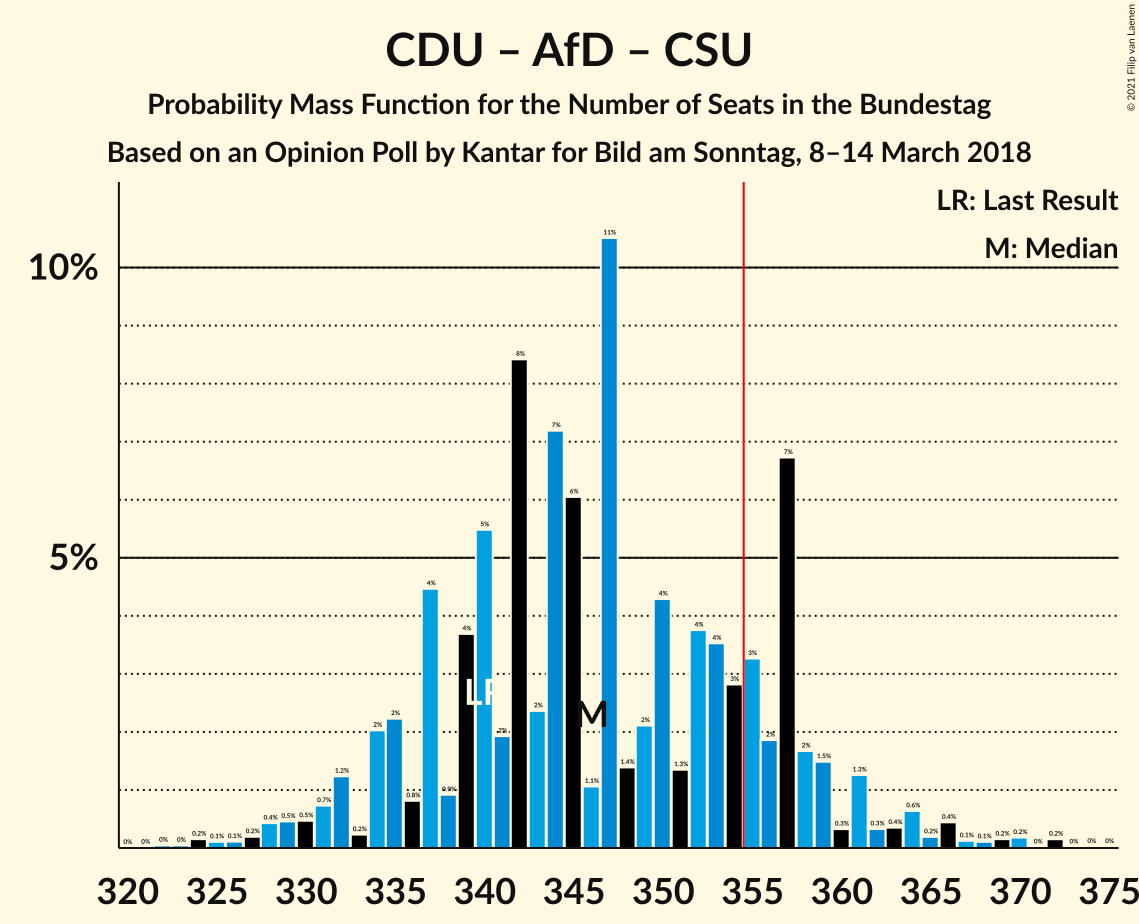 CDU – AfD – CSU
Probability Mass Function for the Number of Seats in the Bundestag
Based on an Opinion Poll by Kantar for Bild am Sonntag, 8–14 March 2018
© 2021 Filip van Laenen
LR: Last Result
M: Median
10%
5%
0% 0% 0% 0% 0.2% 0.1% 0.1% 0.2% 0.4% 0.5% 0.5% 0.7% 1.2% 0.2% 2% 2% 0.8% 4% 0.9% 4% 5% 2% 8% 2% 7% 6% 1.1% 11% 1.4% 2% 4% 1.3% 4% 4% 3% 3% 2% 7% 2% 1.5% 0.3% 1.3% 0.3% 0.4% 0.6% 0.2% 0.4% 0.1% 0.1% 0.2% 0.2% 0% 0.2% 0% 0% 0%
LR
M
320 325 330 335 340 345 350 355 360 365 370 375